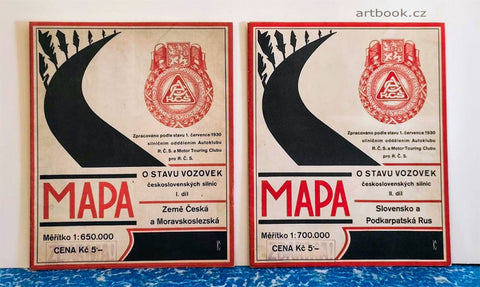 artbook.cz
Zpracováno podle stavu 1. července 1930
silničním oddělením Autoklubu
R.Č.S. a Motor Touring Clubu
pro R.Č.S.
O STAVU VOZOVEK
československých silnic
I. díl
MAPA
Země Česká
a Moravskoslezská
Měřítko 1:650.000
CENA Kč 5·–
Zpracováno podle stavu 1. července 1930
silničním oddělením Autoklubu
R.Č.S. a Motor Touring Clubu
pro R.Č.S.
O STAVU VOZOVEK
československých silnic
II. díl
MAPA
Slovensko a
Podkarpatská Rus
Měřítko 1:700.000
CENA Kč 5·–